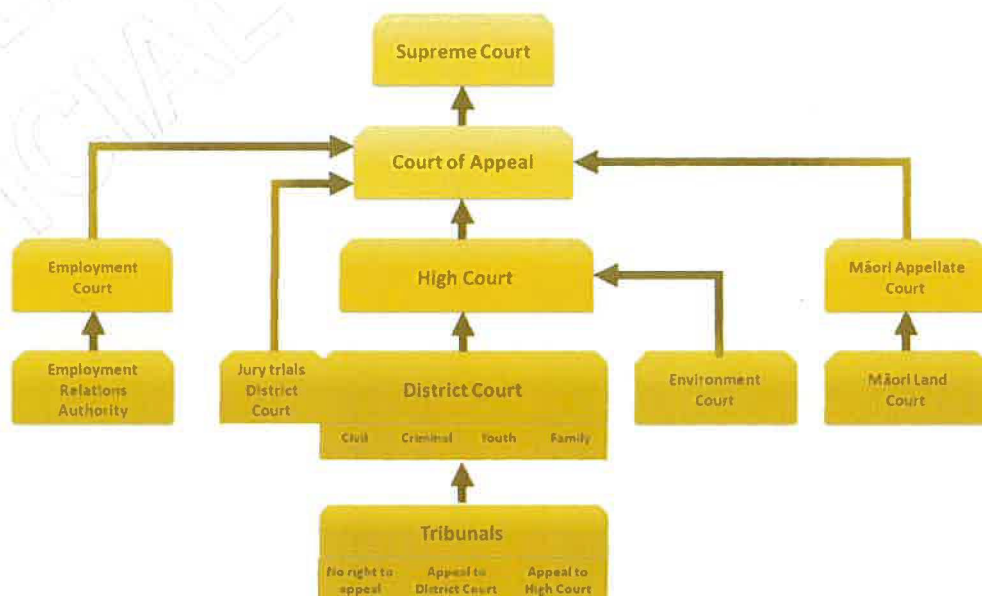 Supreme Court
Court of Appeal
Employment
Court
High Court
Māori Appellate
Court
Employment
Relations
Authority
Jury trials
District
Court
District Court
Civil Criminal Youth Family
Environment
Court
Māori Land
Court
Tribunals
No right to
appeal
Appeal to
District Court
Appeal to
High Court